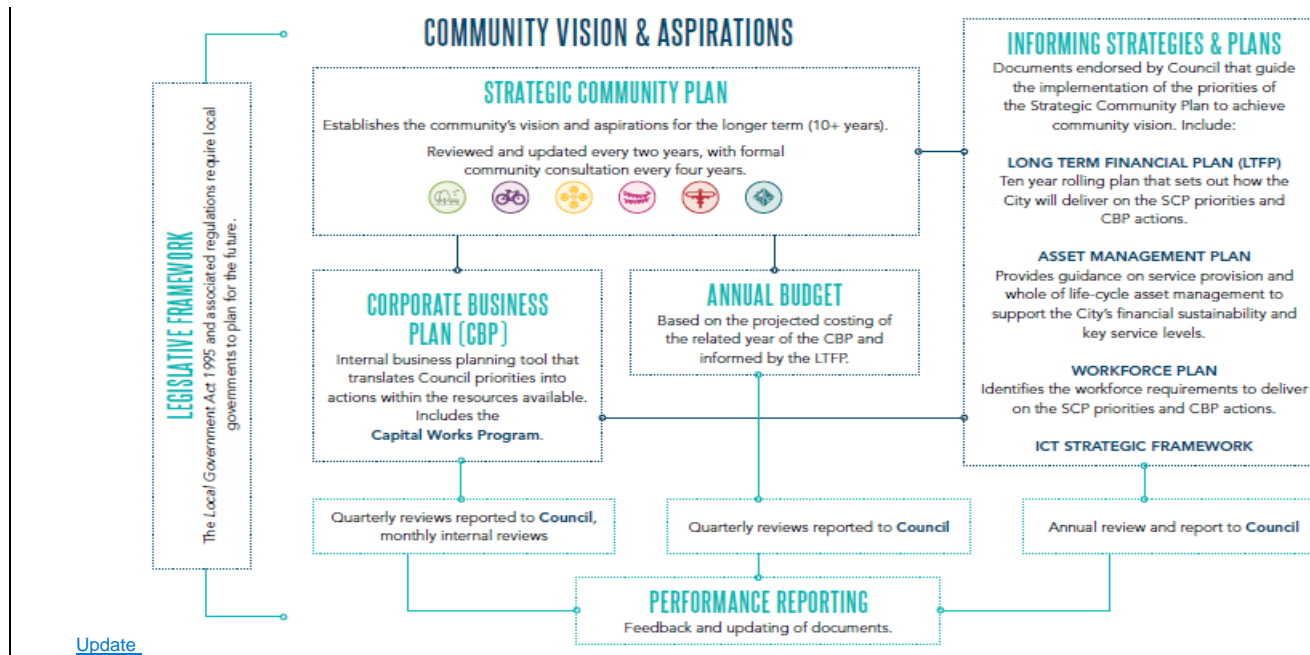 COMMUNITY VISION & ASPIRATIONS
LEGISLATIVE FRAMEWORK
The Local Government Act 1995 and associated regulations require local
governments to plan for the future.
STRATEGIC COMMUNITY PLAN
Establishes the community's vision and aspirations for the longer term (10+ years).
Reviewed and updated every two years, with formal
community consultation every four years.
CORPORATE BUSINESS
PLAN (CBP)
Internal business planning tool that
translates Council priorities into
actions within the resources available.
Includes the
Capital Works Program.
ANNUAL BUDGET
Based on the projected costing of
the related year of the CBP and
informed by the LTFP.
INFORMING STRATEGIES & PLANS
Documents endorsed by Council that guide
the implementation of the priorities of
the Strategic Community Plan to achieve
community vision. Include:
LONG TERM FINANCIAL PLAN (LTFP)
Ten year rolling plan that sets out how the
City will deliver on the SCP priorities and
CBP actions.
ASSET MANAGEMENT PLAN
Provides guidance on service provision and
whole of life-cycle asset management to
support the City's financial sustainability and
key service levels.
WORKFORCE PLAN
Identifies the workforce requirements to deliver
on the SCP priorities and CBP actions.
ICT STRATEGIC FRAMEWORK
Quarterly reviews reported to Council,
monthly internal reviews
Quarterly reviews reported to Council
Annual review and report to Council
PERFORMANCE REPORTING
Feedback and updating of documents.
Update